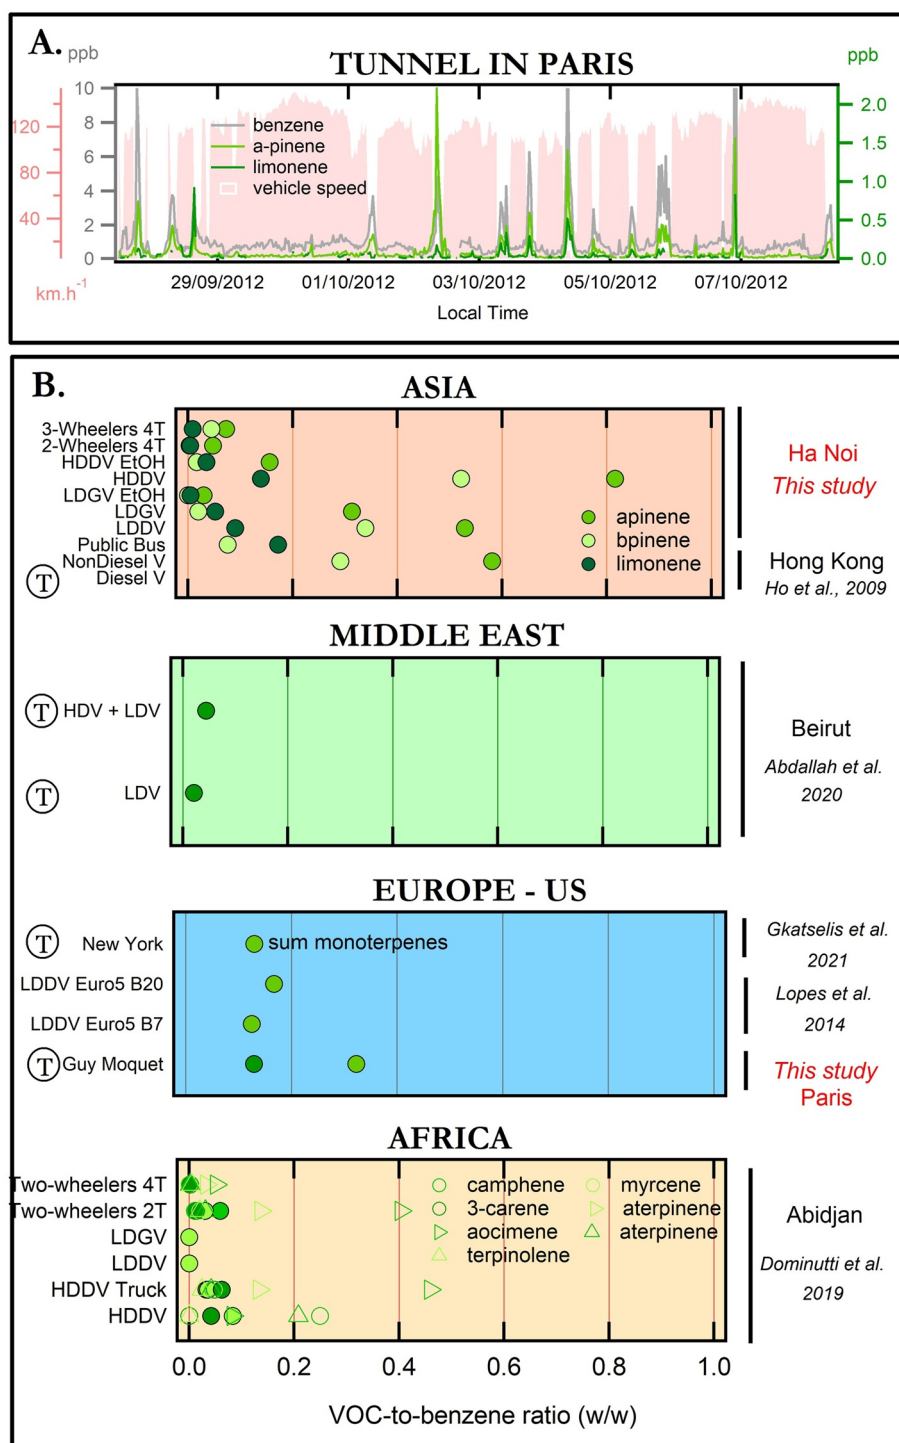 A.
TUNNEL IN PARIS
ppb
ppb
10
8
6
4
2
0
120
80
40
km.h-1
2.0
1.5
1.0
0.5
0.0
benzene
a-pinene
limonene
vehicle speed
29/09/2012 01/10/2012 03/10/2012 05/10/2012 07/10/2012
Local Time
B.
ASIA
3-Wheelers 4T
2-Wheelers 4T
HDDV EtOH
HDDV
LDGV EtOH
LDGV
LDDV
Public Bus
NonDiesel V
Diesel V
T
apinene
bpinene
limonene
Ha Noi
This study
Hong Kong
Ho et al., 2009
MIDDLE EAST
T HDV + LDV
T LDV
Beirut
Abdallah et al.
2020
EUROPE - US
T New York
sum monoterpenes
LDDV Euro5 B20
LDDV Euro5 B7
T Guy Moquet
Gkatselis et al.
2021
Lopes et al.
2014
This study
Paris
AFRICA
Two-wheelers 4T
Two-wheelers 2T
LDGV
LDDV
HDDV Truck
HDDV
camphene
3-carene
aocimene
terpinolene
myrcene
aterpinene
aterpinene
Abidjan
Dominutti et al.
2019
0.0 0.2 0.4 0.6 0.8 1.0
VOC-to-benzene ratio (w/w)